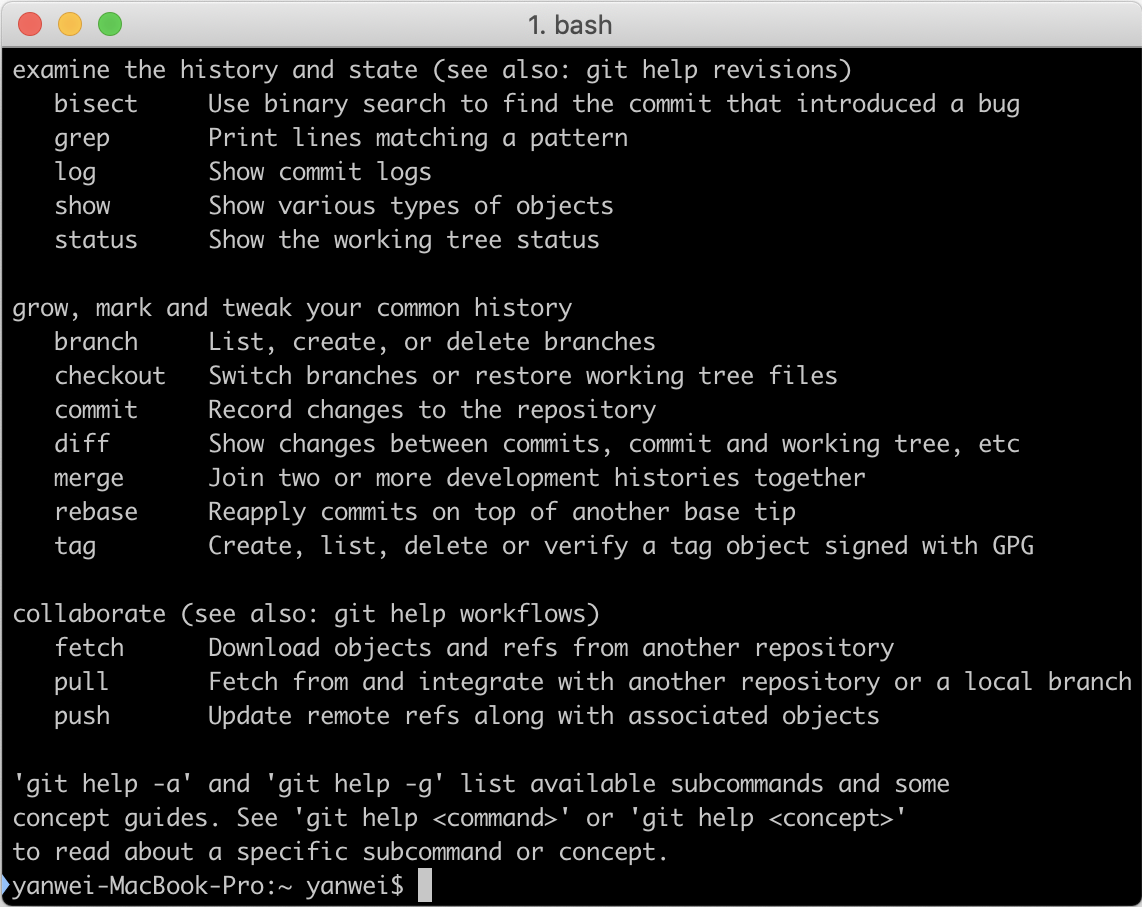 1. bash
examine the history and state (see also: git help revisions)
   bisect     Use binary search to find the commit that introduced a bug
   grep       Print lines matching a pattern
   log        Show commit logs
   show       Show various types of objects
   status     Show the working tree status

grow, mark and tweak your common history
   branch     List, create, or delete branches
   checkout   Switch branches or restore working tree files
   commit     Record changes to the repository
   diff       Show changes between commits, commit and working tree, etc
   merge      Join two or more development histories together
   rebase     Reapply commits on top of another base tip
   tag        Create, list, delete or verify a tag object signed with GPG

collaborate (see also: git help workflows)
   fetch      Download objects and refs from another repository
   pull       Fetch from and integrate with another repository or a local branch
   push       Update remote refs along with associated objects

'git help -a' and 'git help -g' list available subcommands and some
concept guides. See 'git help <command>' or 'git help <concept>'
to read about a specific subcommand or concept.
yanwei-MacBook-Pro:~ yanwei$